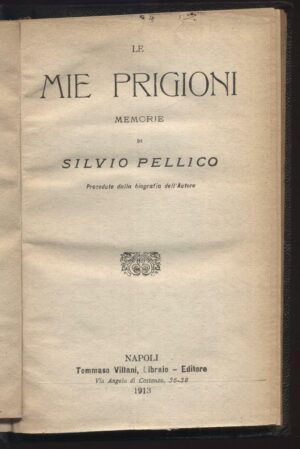 LE
MIE PRIGIONI
MEMORIE
DI
SILVIO PELLICO
Precedute dalla biografia dell'Autore
NAPOLI
Tommaso Villani, Libraio - Editore
Via Angelo di Costanzo, 36-38
1913